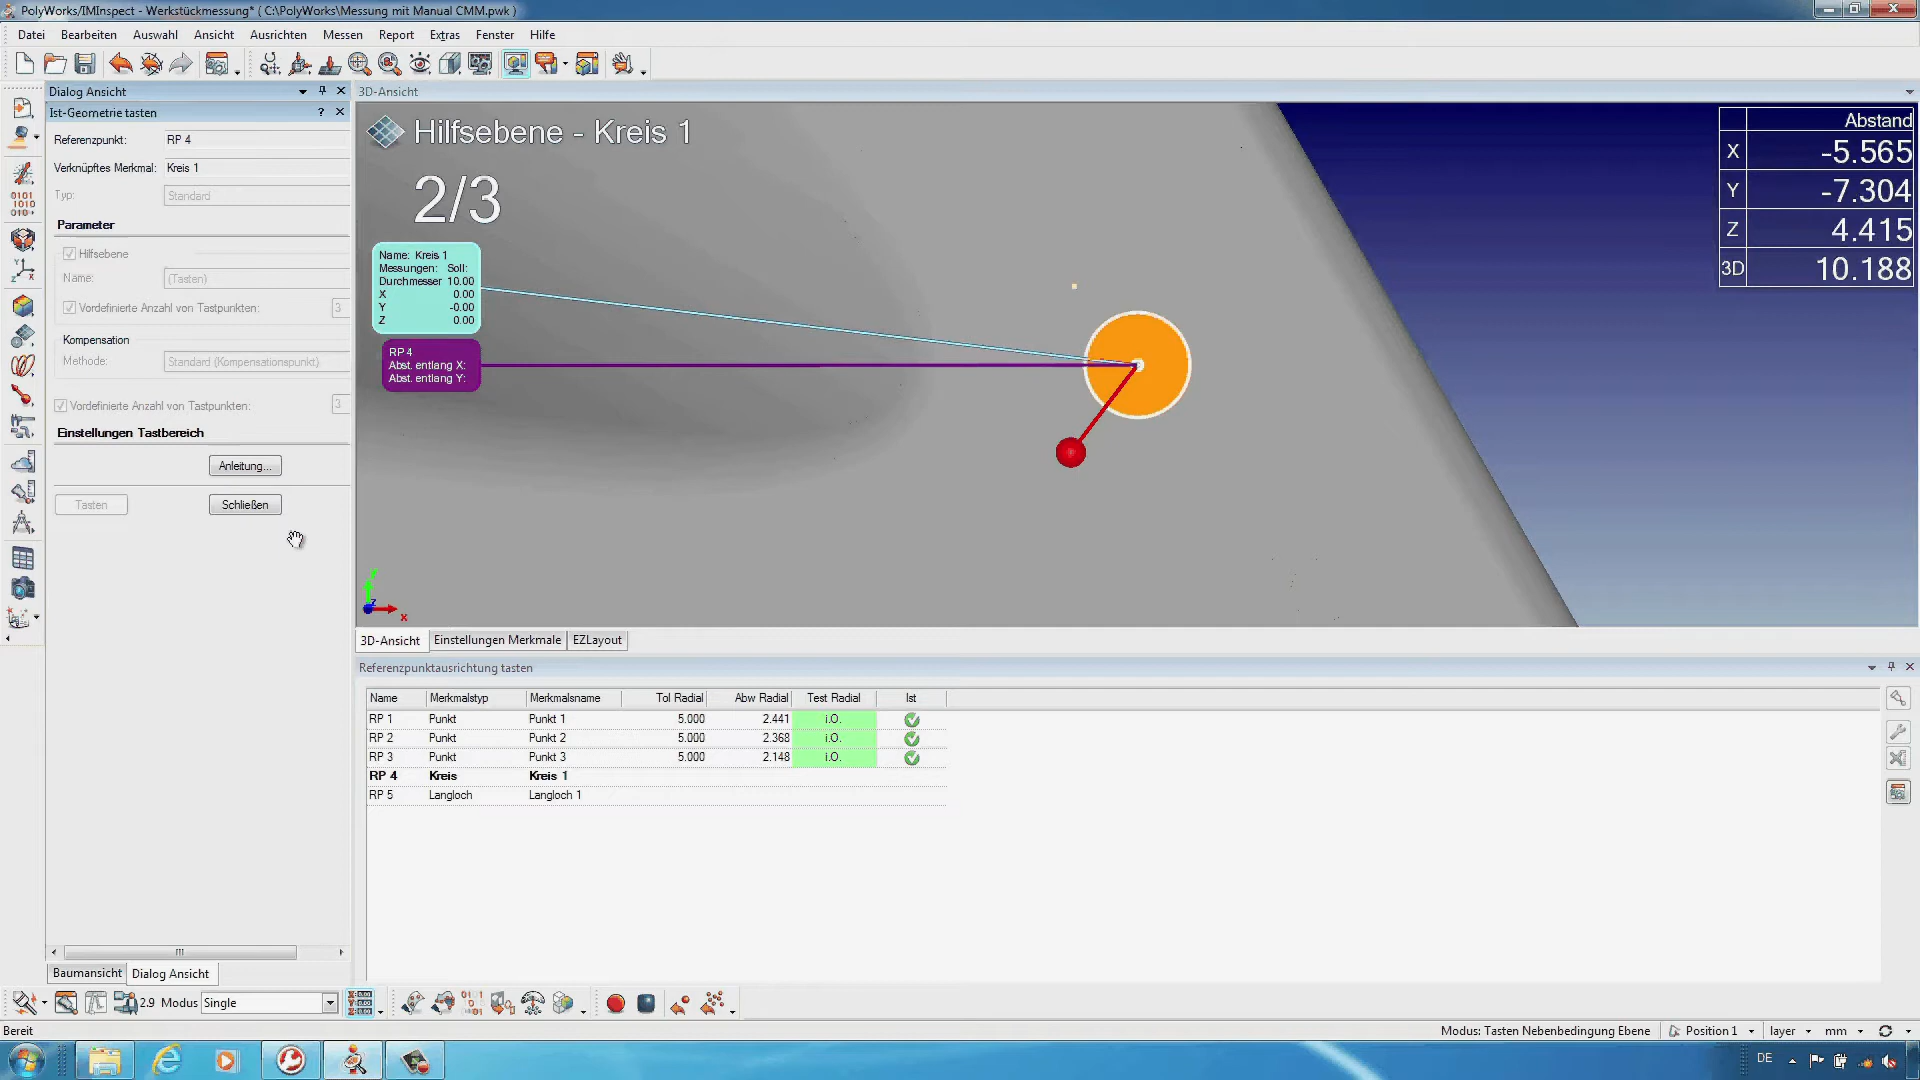 PolyWorks/IMInspect - Werkstückmessung* ( C:\PolyWorks\Messung mit Manual CMM.pwk )
Datei Bearbeiten Auswahl Ansicht Ausrichten Messen Report Extras Fenster Hilfe
Dialog Ansicht
3D-Ansicht
Ist-Geometrie tasten
Referenzpunkt: RP 4
Verknüpftes Merkmal: Kreis 1
Typ: Standard
Parameter
Hilfsebene
Name: (Tasten)
Vordefinierte Anzahl von Tastpunkten: 3
Kompensation
Methode: Standard (Kompensationspunkt)
Vordefinierte Anzahl von Tastpunkten: 3
Einstellungen Tastbereich
Anleitung...
Tasten Schließen
Baumansicht Dialog Ansicht
Hilfsebene - Kreis 1
2/3
Name: Kreis 1
Messungen: Soll:
Durchmesser 10.00
X 0.00
Y -0.00
Z 0.00
RP 4
Abst. entlang X:
Abst. entlang Y:
Abstand
X -5.565
Y -7.304
Z 4.415
3D 10.188
Y
Z
X
3D-Ansicht Einstellungen Merkmale EZLayout
Referenzpunktausrichtung tasten
Name Merkmalstyp Merkmalsname Tol Radial Abw Radial Test Radial Ist
RP 1 Punkt Punkt 1 5.000 2.441 i.O.
RP 2 Punkt Punkt 2 5.000 2.368 i.O.
RP 3 Punkt Punkt 3 5.000 2.148 i.O.
RP 4 Kreis Kreis 1
RP 5 Langloch Langloch 1
2.9 Modus Single
Bereit
Modus: Tasten Nebenbedingung Ebene Position 1 layer mm
DE